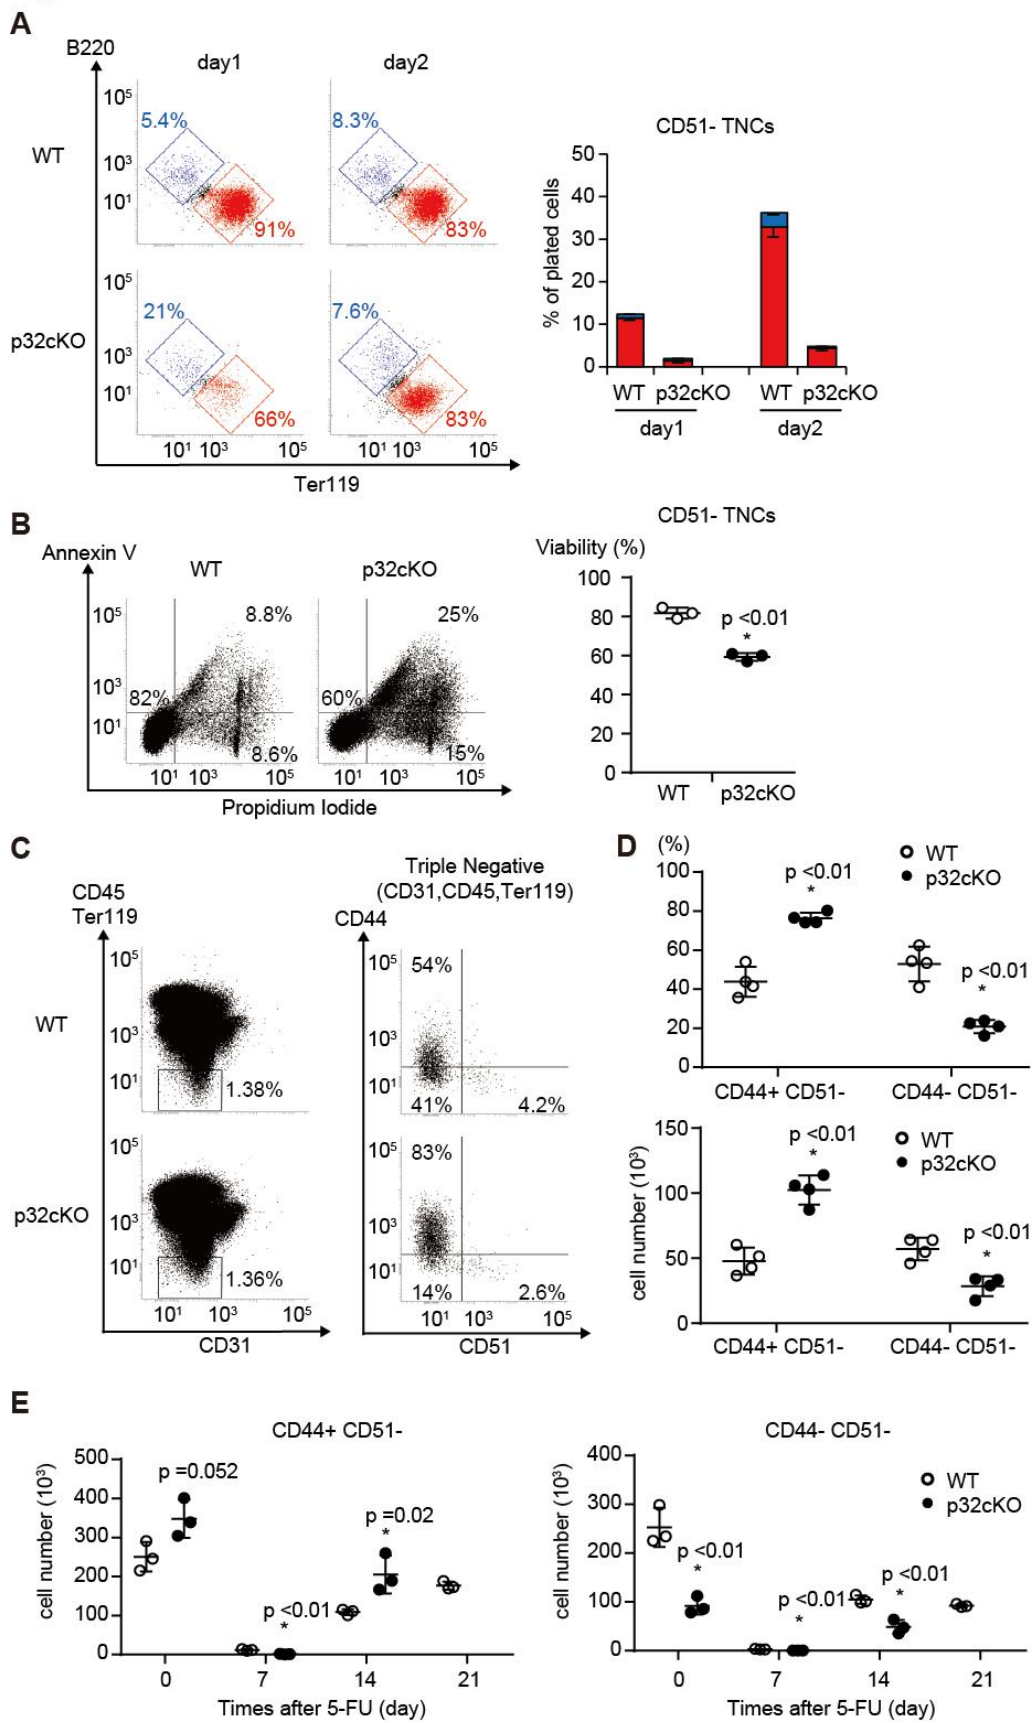 A
B220
day1
day2
10⁵
5.4%
8.3%
WT
10³
10¹
91%
83%
10⁵
21%
7.6%
p32cKO
10³
10¹
66%
83%
10¹ 10³ 10⁵
10¹ 10³ 10⁵
Ter119
CD51- TNCs
% of plated cells
50
40
30
20
10
0
WT p32cKO
WT p32cKO
day1
day2
B
Annexin V
WT
p32cKO
10⁵
8.8%
25%
10³
82%
60%
10¹
8.6%
15%
10¹ 10³ 10⁵
10¹ 10³ 10⁵
Propidium Iodide
CD51- TNCs
Viability (%)
100
80
60
40
20
0
p <0.01
*
WT
p32cKO
C
CD45
Ter119
WT
10⁵
10³
10¹
1.38%
p32cKO
10⁵
10³
10¹
1.36%
10¹ 10³ 10⁵
CD31
Triple Negative
(CD31,CD45,Ter119)
CD44
10⁵
54%
10³
10¹
41%
4.2%
10⁵
83%
10³
10¹
14%
2.6%
10¹ 10³ 10⁵
CD51
D
(%)
WT
p32cKO
100
80
60
40
20
0
p <0.01
*
p <0.01
*
CD44+ CD51-
CD44- CD51-
cell number (10³)
150
100
50
0
WT
p32cKO
p <0.01
*
p <0.01
*
CD44+ CD51-
CD44- CD51-
E
CD44+ CD51-
cell number (10³)
500
400
300
200
100
0
p =0.052
p <0.01
*
p =0.02
*
0 7 14 21
Times after 5-FU (day)
CD44- CD51-
cell number (10³)
400
300
200
100
0
WT
p32cKO
p <0.01
*
p <0.01
*
p <0.01
*
0 7 14 21
Times after 5-FU (day)